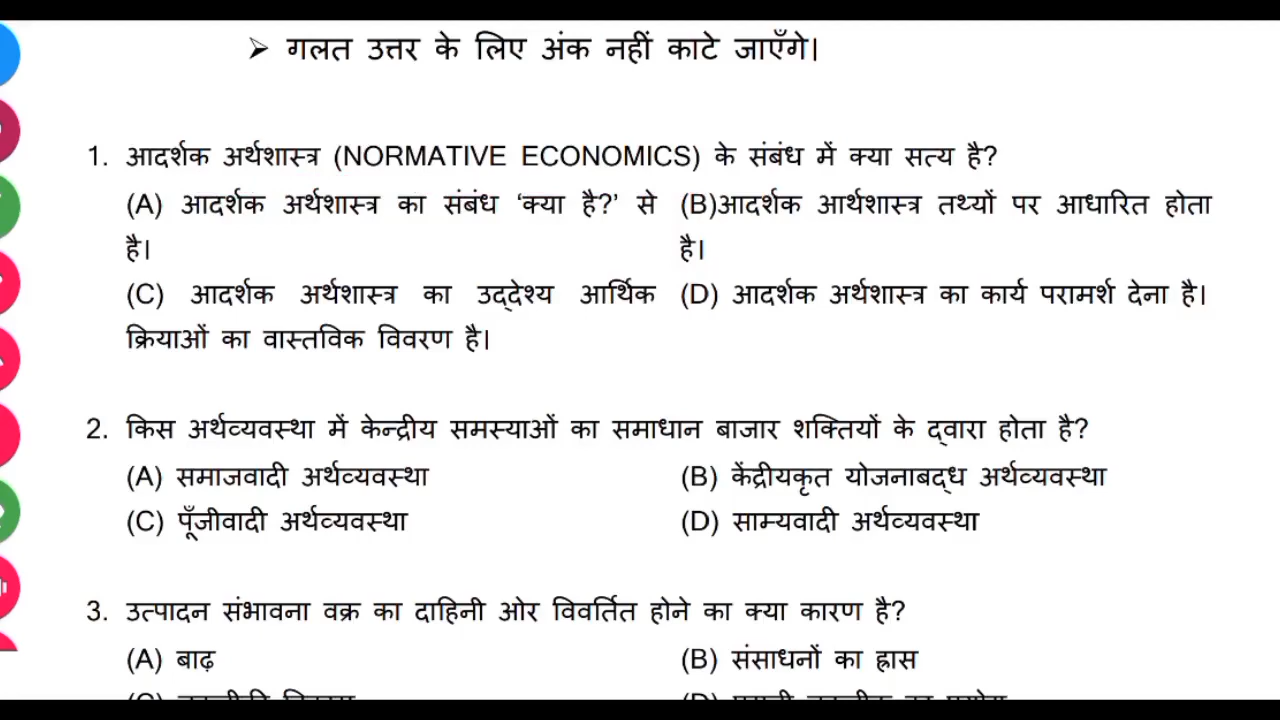 ➢ गलत उत्तर के लिए अंक नहीं काटे जाएँगे।
1. आदर्शक अर्थशास्त्र (NORMATIVE ECONOMICS) के संबंध में क्या सत्य है?
(A) आदर्शक अर्थशास्त्र का संबंध ‘क्या है?’ से है।
(B)आदर्शक आर्थशास्त्र तथ्यों पर आधारित होता है।
(C) आदर्शक अर्थशास्त्र का उद्देश्य आर्थिक क्रियाओं का वास्तविक विवरण है।
(D) आदर्शक अर्थशास्त्र का कार्य परामर्श देना है।
2. किस अर्थव्यवस्था में केन्द्रीय समस्याओं का समाधान बाजार शक्तियों के द्वारा होता है?
(A) समाजवादी अर्थव्यवस्था
(B) केंद्रीयकृत योजनाबद्ध अर्थव्यवस्था
(C) पूँजीवादी अर्थव्यवस्था
(D) साम्यवादी अर्थव्यवस्था
3. उत्पादन संभावना वक्र का दाहिनी ओर विवर्तित होने का क्या कारण है?
(A) बाढ़
(B) संसाधनों का ह्रास